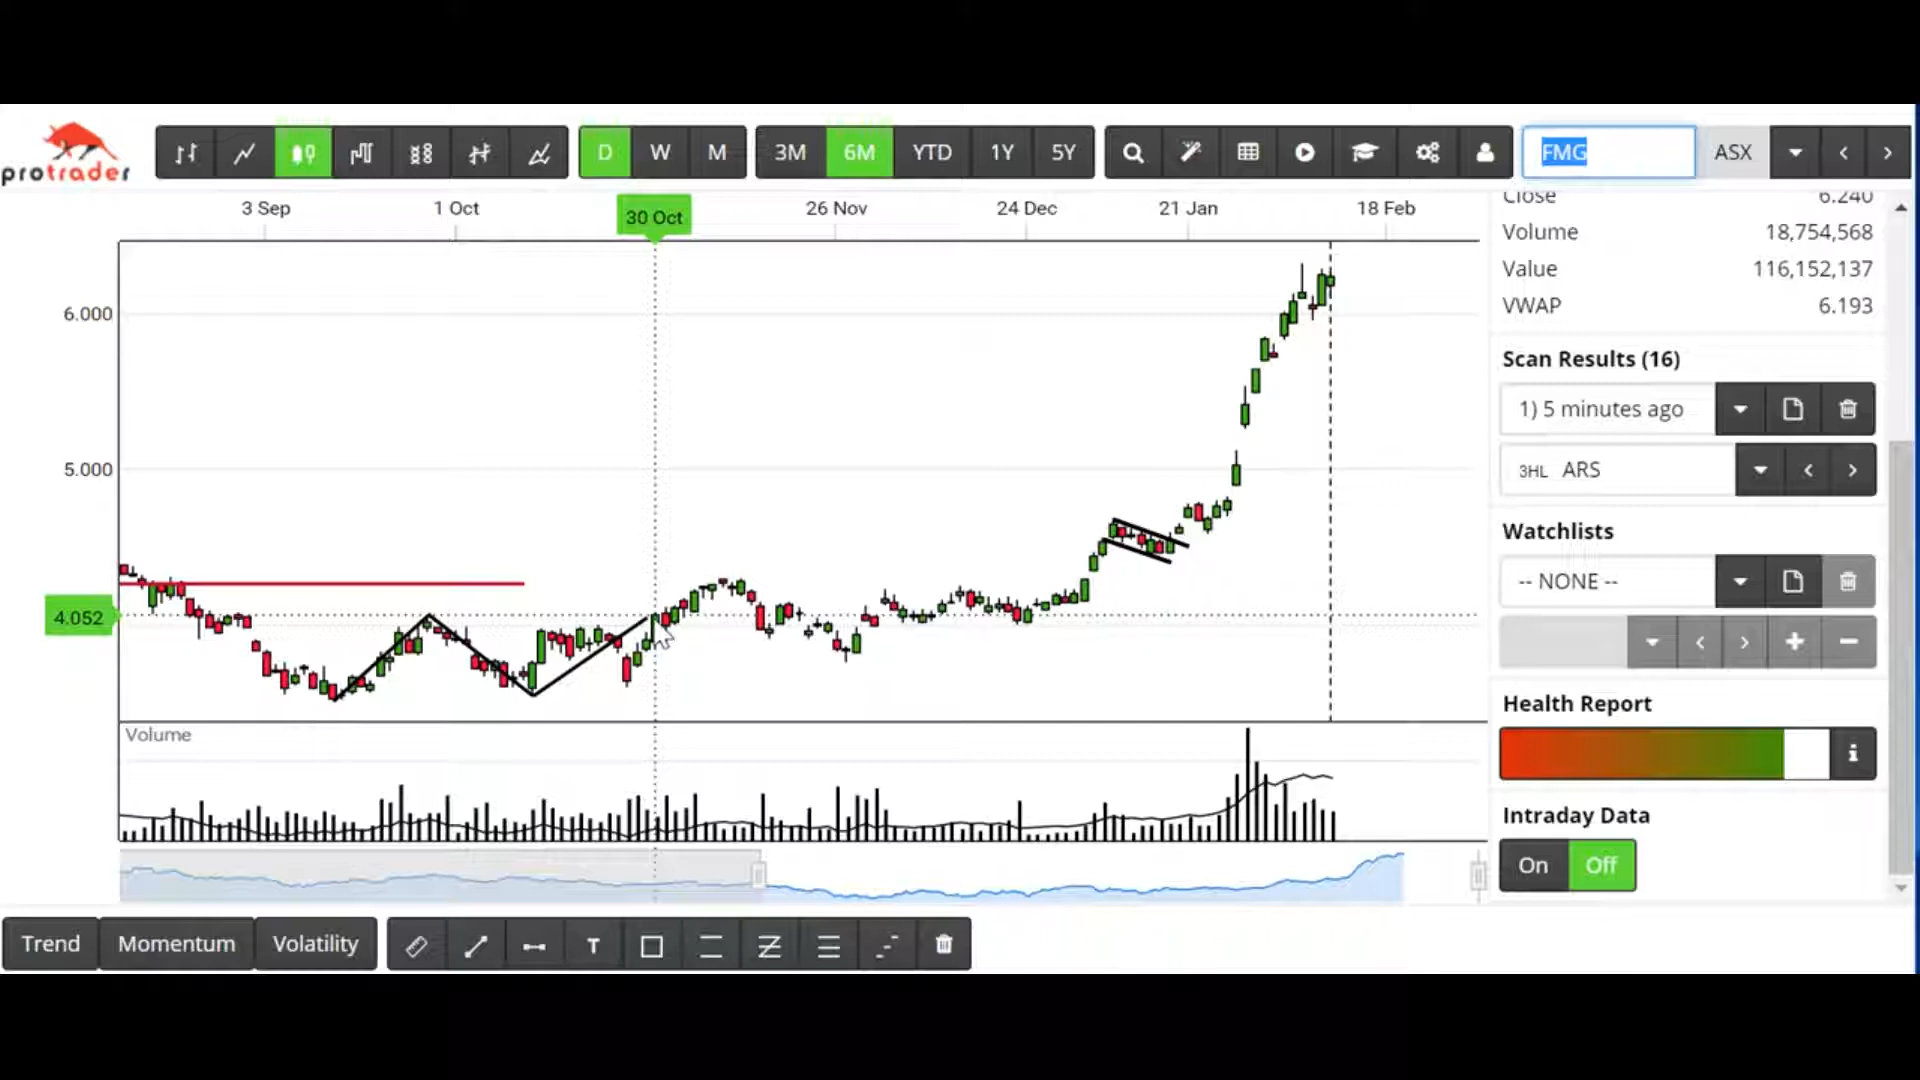 protrader
D W M
3M 6M YTD 1Y 5Y
FMG ASX
3 Sep 1 Oct 30 Oct 26 Nov 24 Dec 21 Jan 18 Feb
6.000
5.000
4.052
Volume
Close 6.240
Volume 18,754,568
Value 116,152,137
VWAP 6.193
Scan Results (16)
1) 5 minutes ago
3HL ARS
Watchlists
-- NONE --
Health Report
Intraday Data
On Off
Trend Momentum Volatility
T